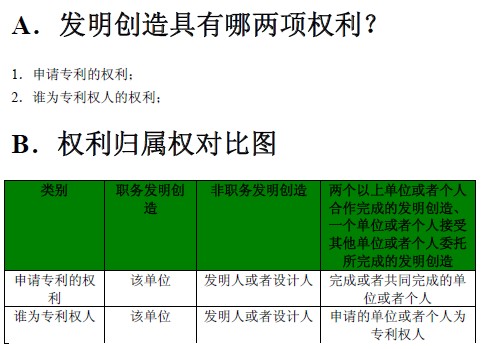 A．发明创造具有哪两项权利？
1．申请专利的权利；
2．谁为专利权人的权利；
B．权利归属权对比图
类别
职务发明创
造
非职务发明创造
两个以上单位或者个人
合作完成的发明创造、
一个单位或者个人接受
其他单位或者个人委托
所完成的发明创造
申请专利的权
利
该单位
发明人或者设计人
完成或者共同完成的单
位或者个人
谁为专利权人
该单位
发明人或者设计人
申请的单位或者个人为
专利权人